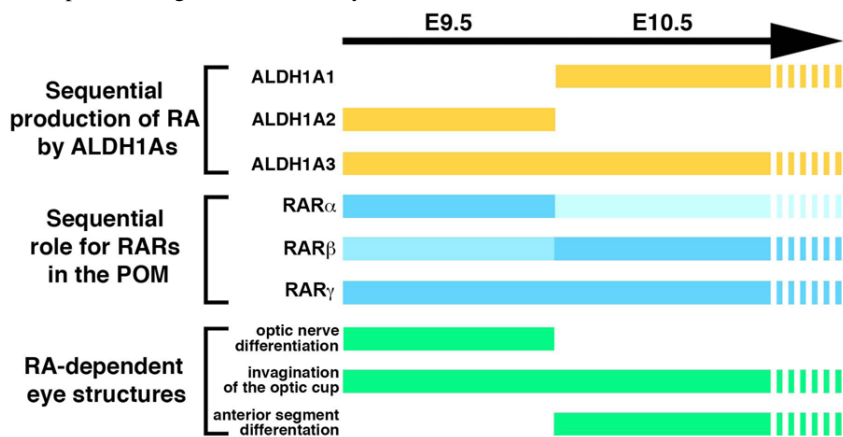 E9.5 E10.5
Sequential
production of RA
by ALDH1As
ALDH1A1
ALDH1A2
ALDH1A3
Sequential
role for RARs
in the POM
RARα
RARβ
RARγ
RA-dependent
eye structures
optic nerve
differentiation
invagination
of the optic cup
anterior segment
differentation